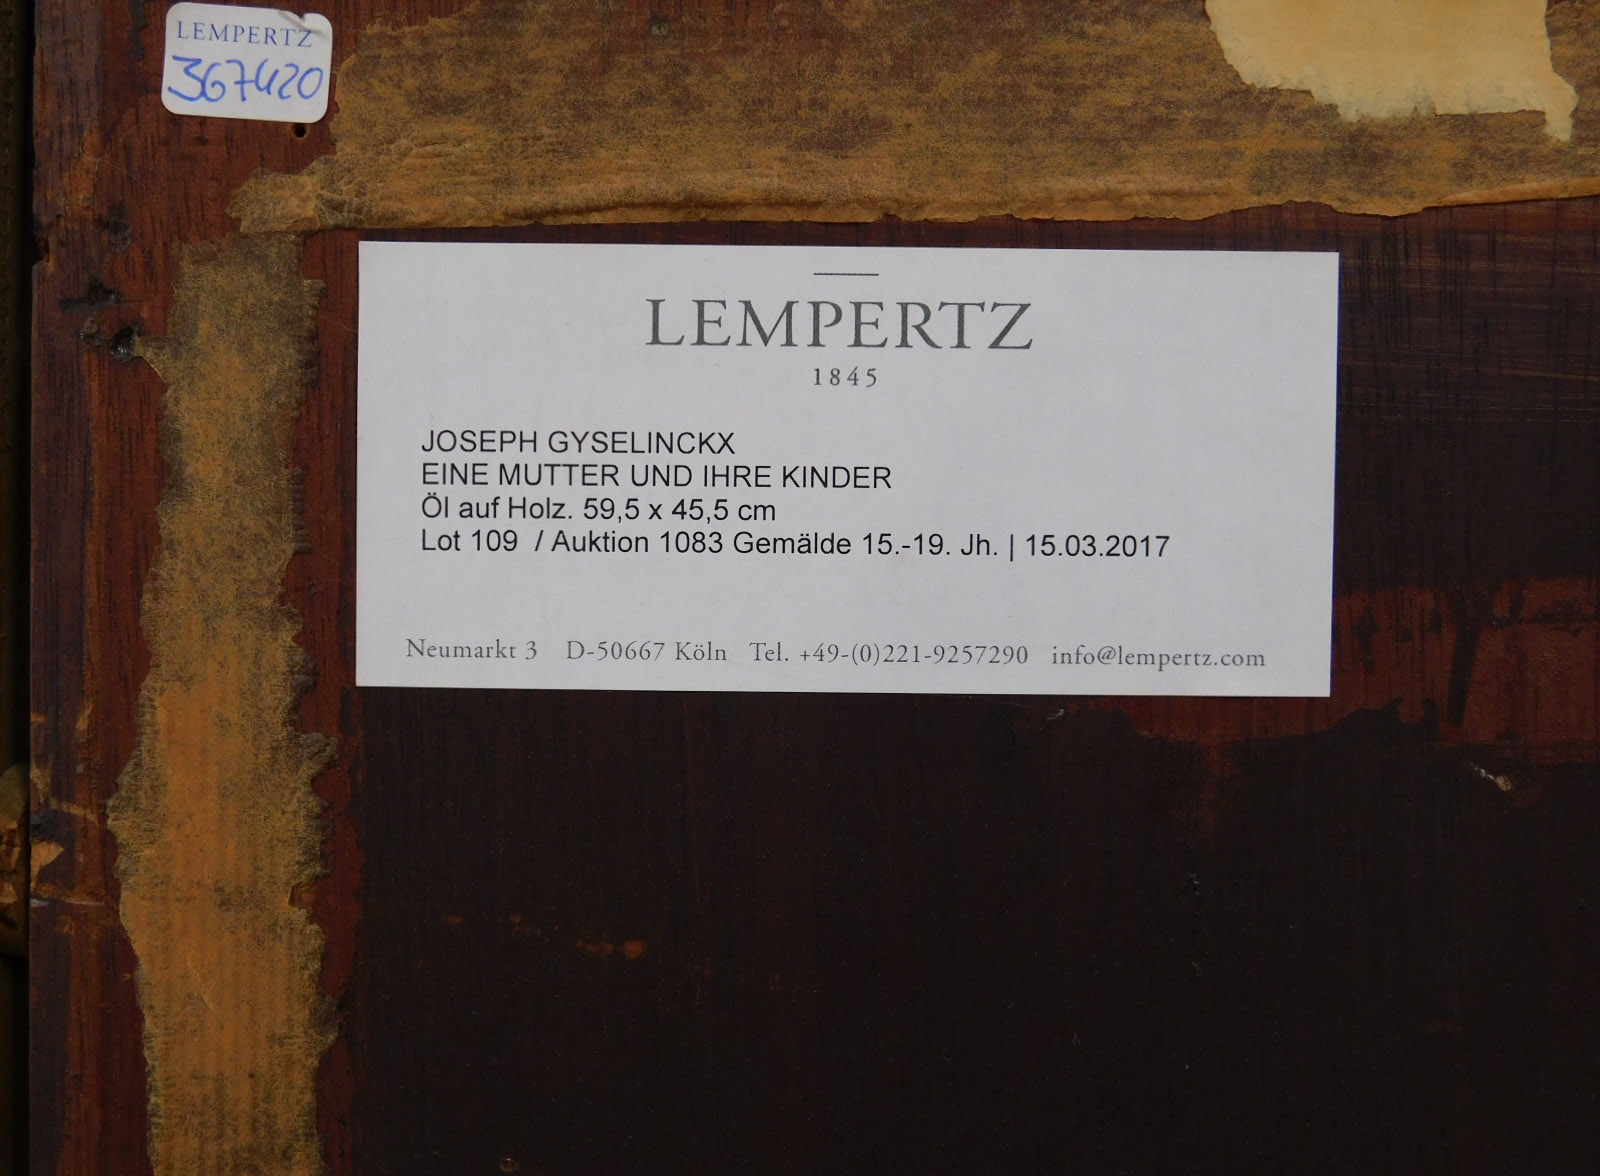 LEMPERTZ
367420
LEMPERTZ
1845
JOSEPH GYSELINCKX
EINE MUTTER UND IHRE KINDER
Öl auf Holz. 59,5 x 45,5 cm
Lot 109 / Auktion 1083 Gemälde 15.-19. Jh. | 15.03.2017
Neumarkt 3 D-50667 Köln Tel. +49-(0)221-9257290 info@lempertz.com